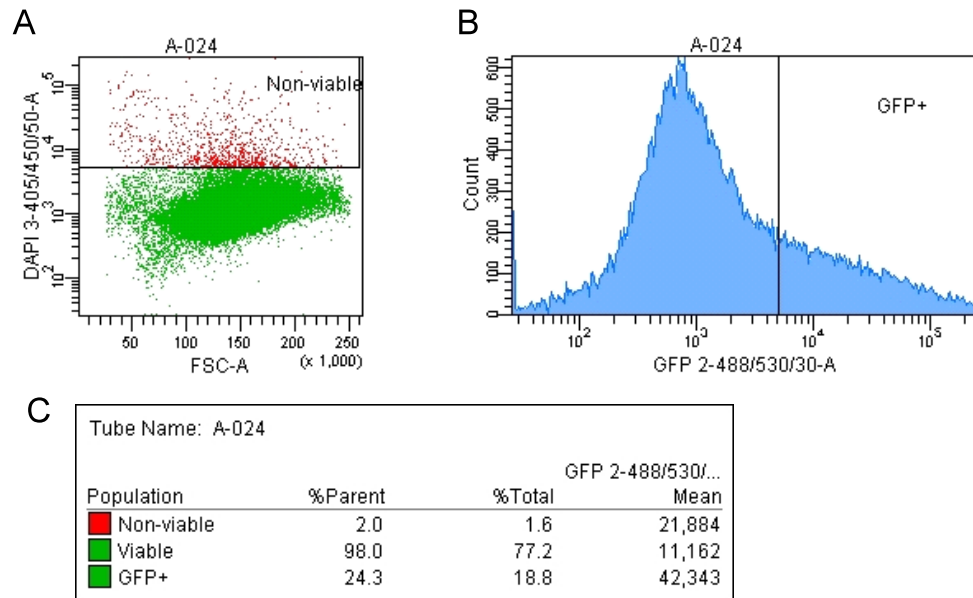 A
A-024
Non-viable
DAPI 3-405/450/50-A
10^5
10^4
10^3
10^2
50 100 150 200 250
(x 1,000)
FSC-A
B
A-024
GFP+
Count
600
500
400
300
200
100
0
10^2 10^3 10^4 10^5
GFP 2-488/530/30-A
C
Tube Name: A-024
GFP 2-488/530/...
Population %Parent %Total Mean
Non-viable 2.0 1.6 21,884
Viable 98.0 77.2 11,162
GFP+ 24.3 18.8 42,343